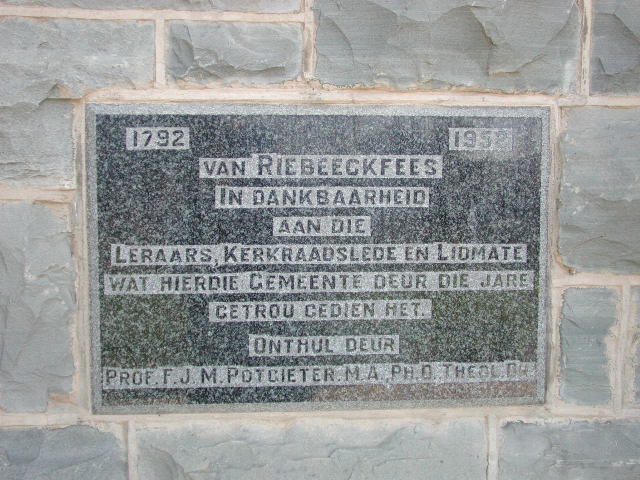 1792 1952
VAN RIEBEECKFEES
IN DANKBAARHEID
AAN DIE
LERAARS, KERKRAADSLEDE EN LIDMATE
WAT HIERDIE GEMEENTE DEUR DIE JARE
GETROU GEDIEN HET.
ONTHUL DEUR
PROF. F. J. M. POTGIETER. M.A., PH.D. THEOL. DR.